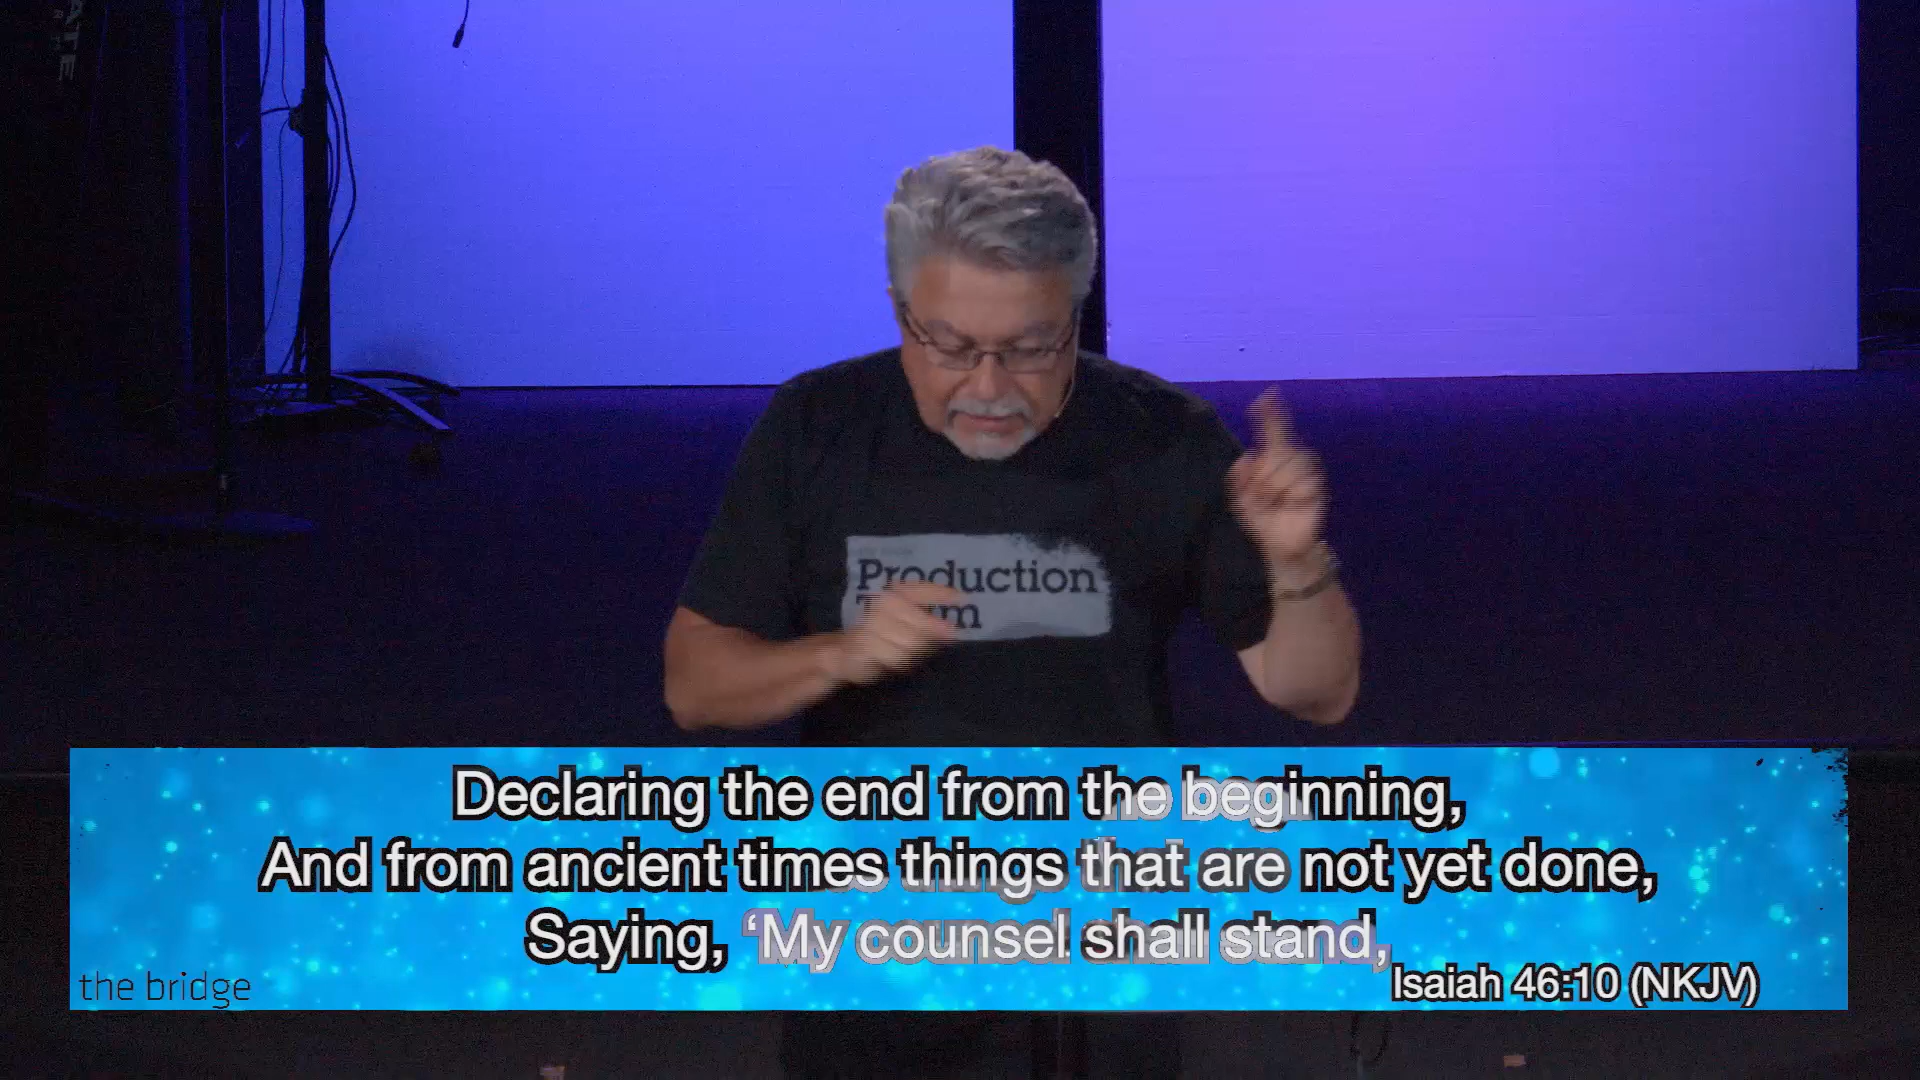 Production
Declaring the end from the beginning,
And from ancient times things that are not yet done,
Saying, ‘My counsel shall stand,
Isaiah 46:10 (NKJV)
the bridge